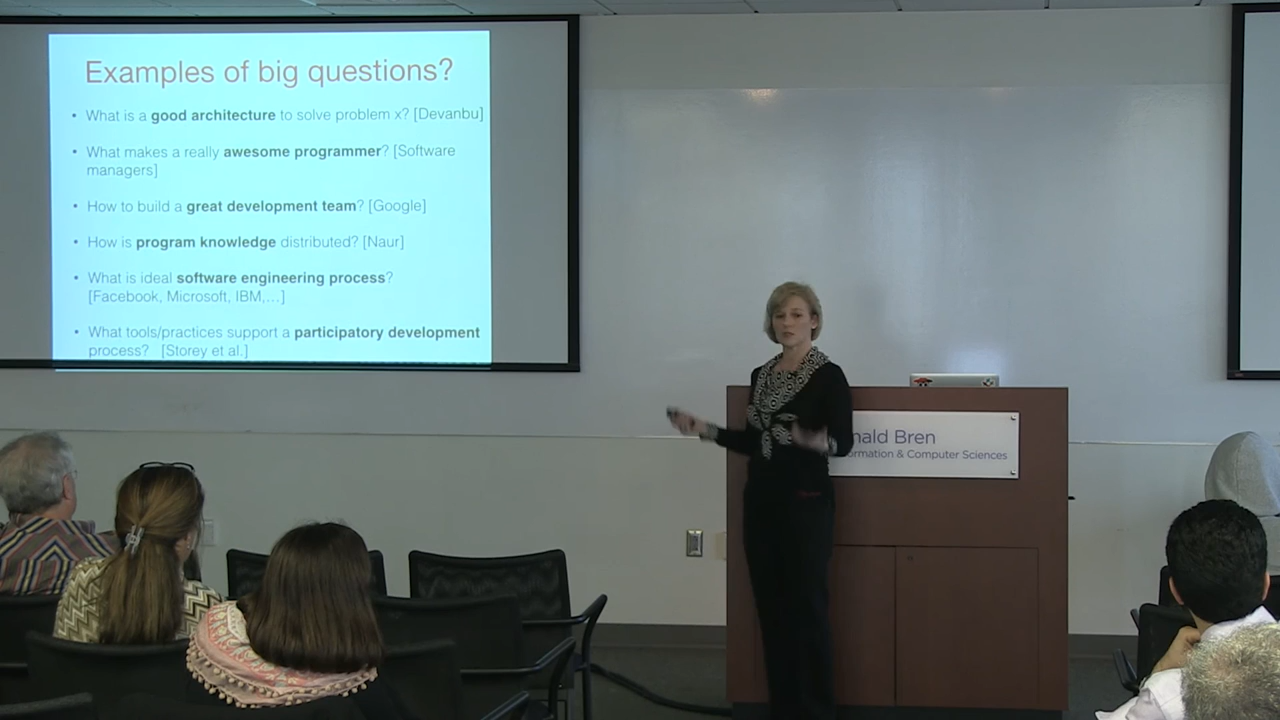 Examples of big questions?
• What is a good architecture to solve problem x? [Devanbu]
• What makes a really awesome programmer? [Software
managers]
• How to build a great development team? [Google]
• How is program knowledge distributed? [Naur]
• What is ideal software engineering process?
[Facebook, Microsoft, IBM,...]
• What tools/practices support a participatory development
process? [Storey et al.]
nald Bren
ormation & Computer Sciences